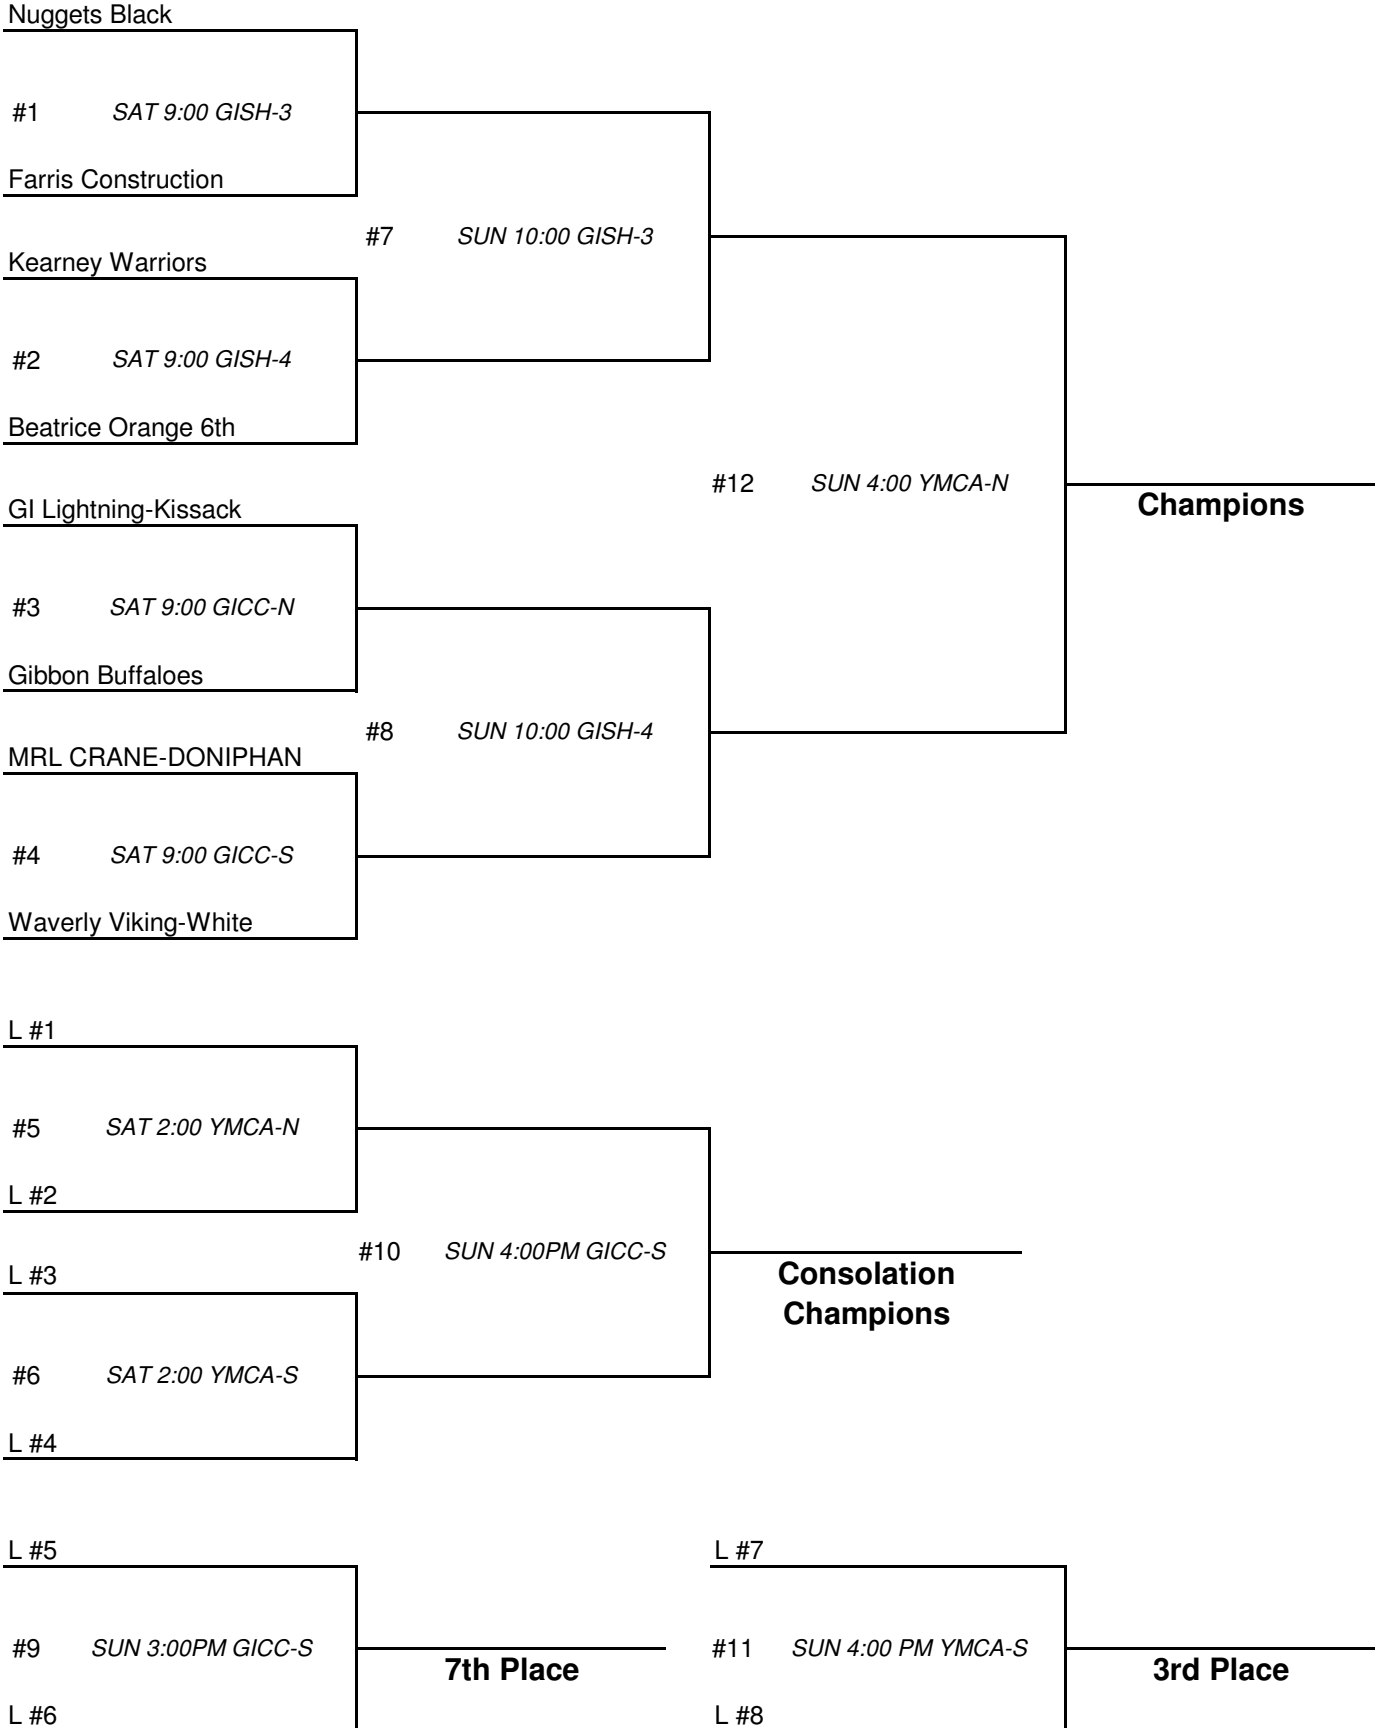 Nuggets Black
#1 SAT 9:00 GISH-3
Farris Construction
#7 SUN 10:00 GISH-3
Kearney Warriors
#2 SAT 9:00 GISH-4
Beatrice Orange 6th
#12 SUN 4:00 YMCA-N
Champions
GI Lightning-Kissack
#3 SAT 9:00 GICC-N
Gibbon Buffaloes
#8 SUN 10:00 GISH-4
MRL CRANE-DONIPHAN
#4 SAT 9:00 GICC-S
Waverly Viking-White
L #1
#5 SAT 2:00 YMCA-N
L #2
#10 SUN 4:00PM GICC-S
Consolation
Champions
L #3
#6 SAT 2:00 YMCA-S
L #4
L #5
#9 SUN 3:00PM GICC-S
7th Place
L #6
L #7
#11 SUN 4:00 PM YMCA-S
3rd Place
L #8